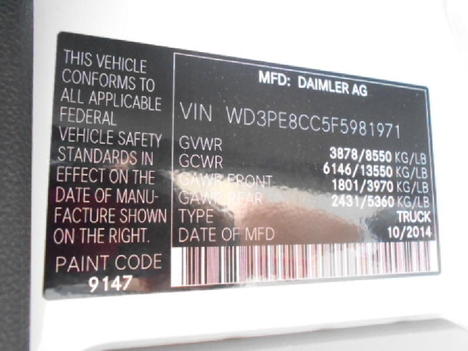 THIS VEHICLE
CONFORMS TO
ALL APPLICABLE
FEDERAL
VEHICLE SAFETY
STANDARDS IN
EFFECT ON THE
DATE OF MANU-
FACTURE SHOWN
ON THE RIGHT.
PAINT CODE
9147
MFD: DAIMLER AG
VIN WD3PE8CC5F5981971
GVWR 3878/8550 KG/LB
GCWR 6146/13550 KG/LB
GAWR FRONT 1801/3970 KG/LB
GAWR REAR 2431/5360 KG/LB
TYPE TRUCK
DATE OF MFD 10/2014